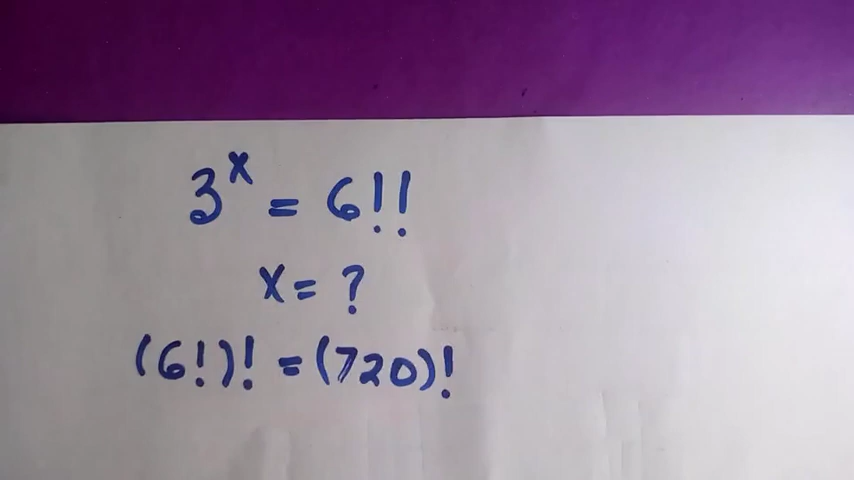 3^x = 6!!
x = ?
(6!)! = (720)!